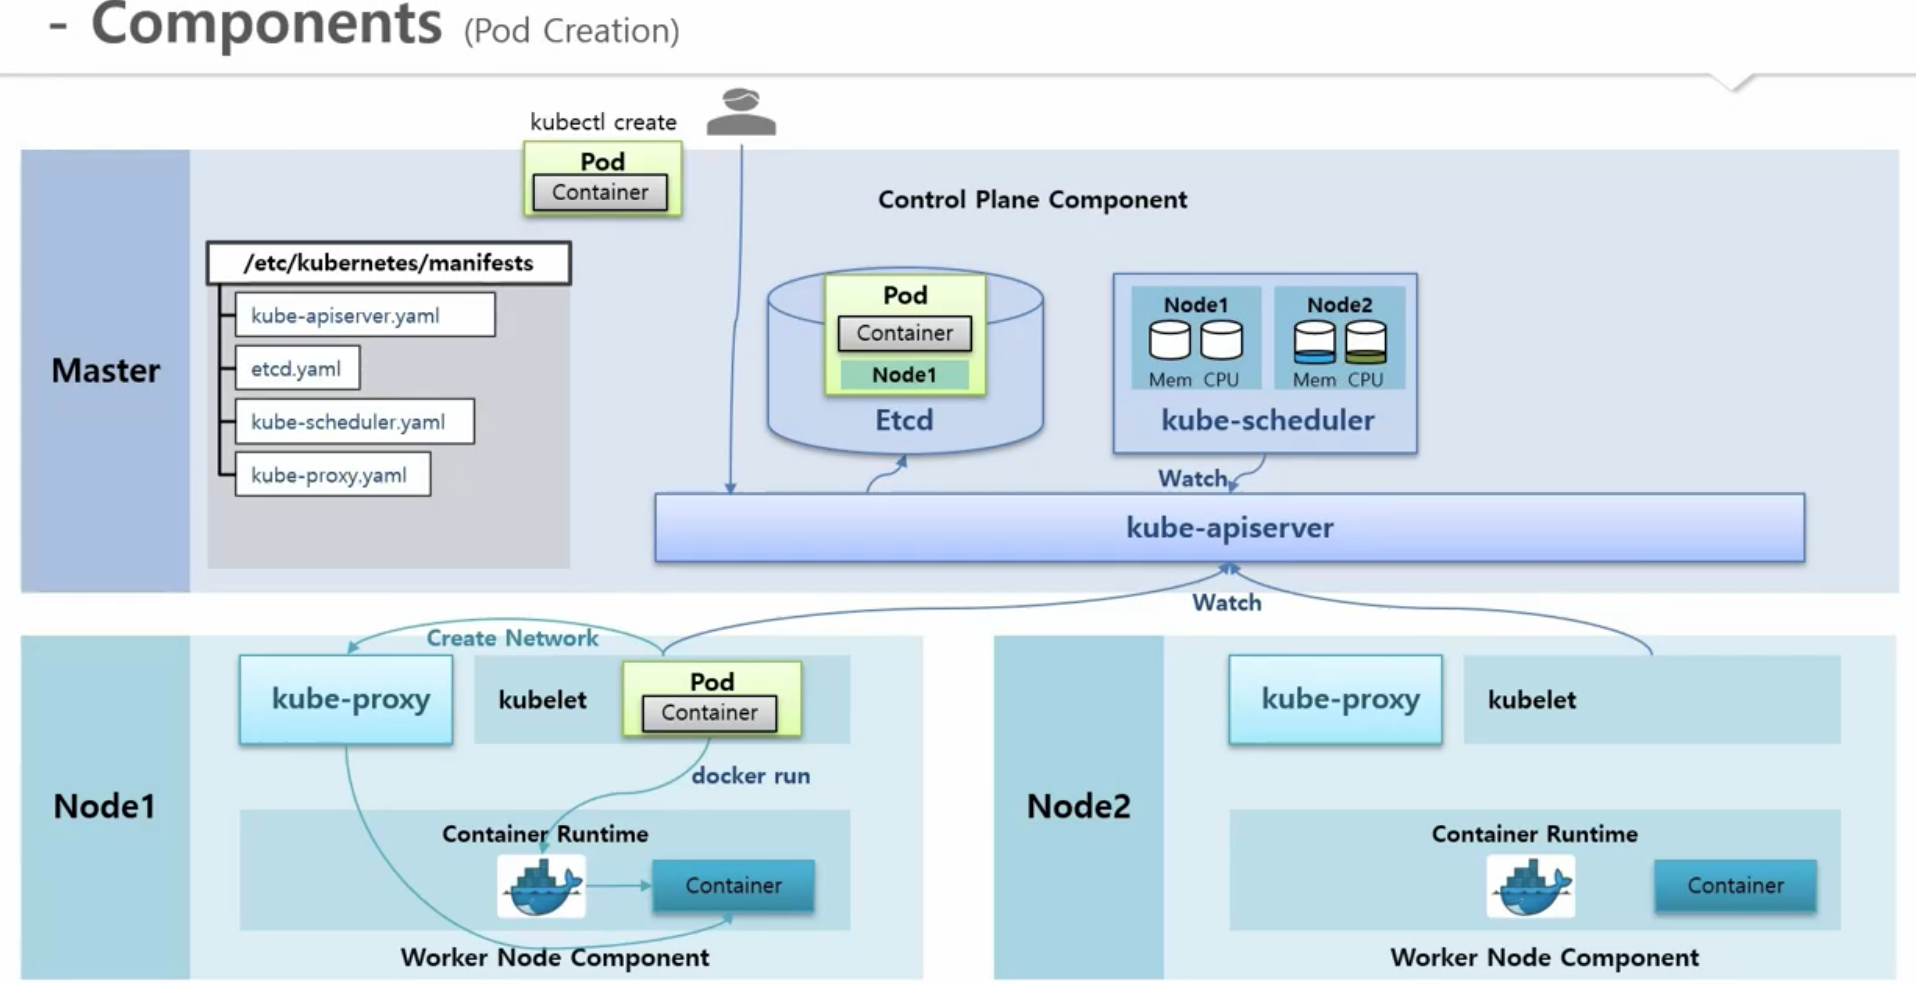 - Components (Pod Creation)
kubectl create
Pod
Container
Control Plane Component
Master
/etc/kubernetes/manifests
kube-apiserver.yaml
etcd.yaml
kube-scheduler.yaml
kube-proxy.yaml
Pod
Container
Node1
Etcd
Node1
Mem CPU
Node2
Mem CPU
kube-scheduler
Watch
kube-apiserver
Watch
Node1
Create Network
kube-proxy
kubelet
Pod
Container
docker run
Container Runtime
Container
Worker Node Component
Node2
kube-proxy
kubelet
Container Runtime
Container
Worker Node Component